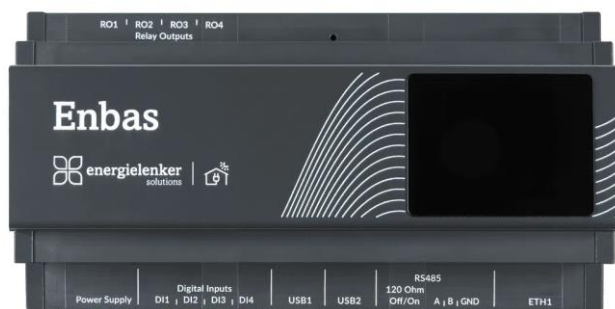 RO1 RO2 RO3 RO4
Relay Outputs
Enbas
energielenker
solutions
Digital Inputs
RS485
120 Ohm
Power Supply DI1 DI2 DI3 DI4 USB1 USB2 Off/On A B GND ETH1